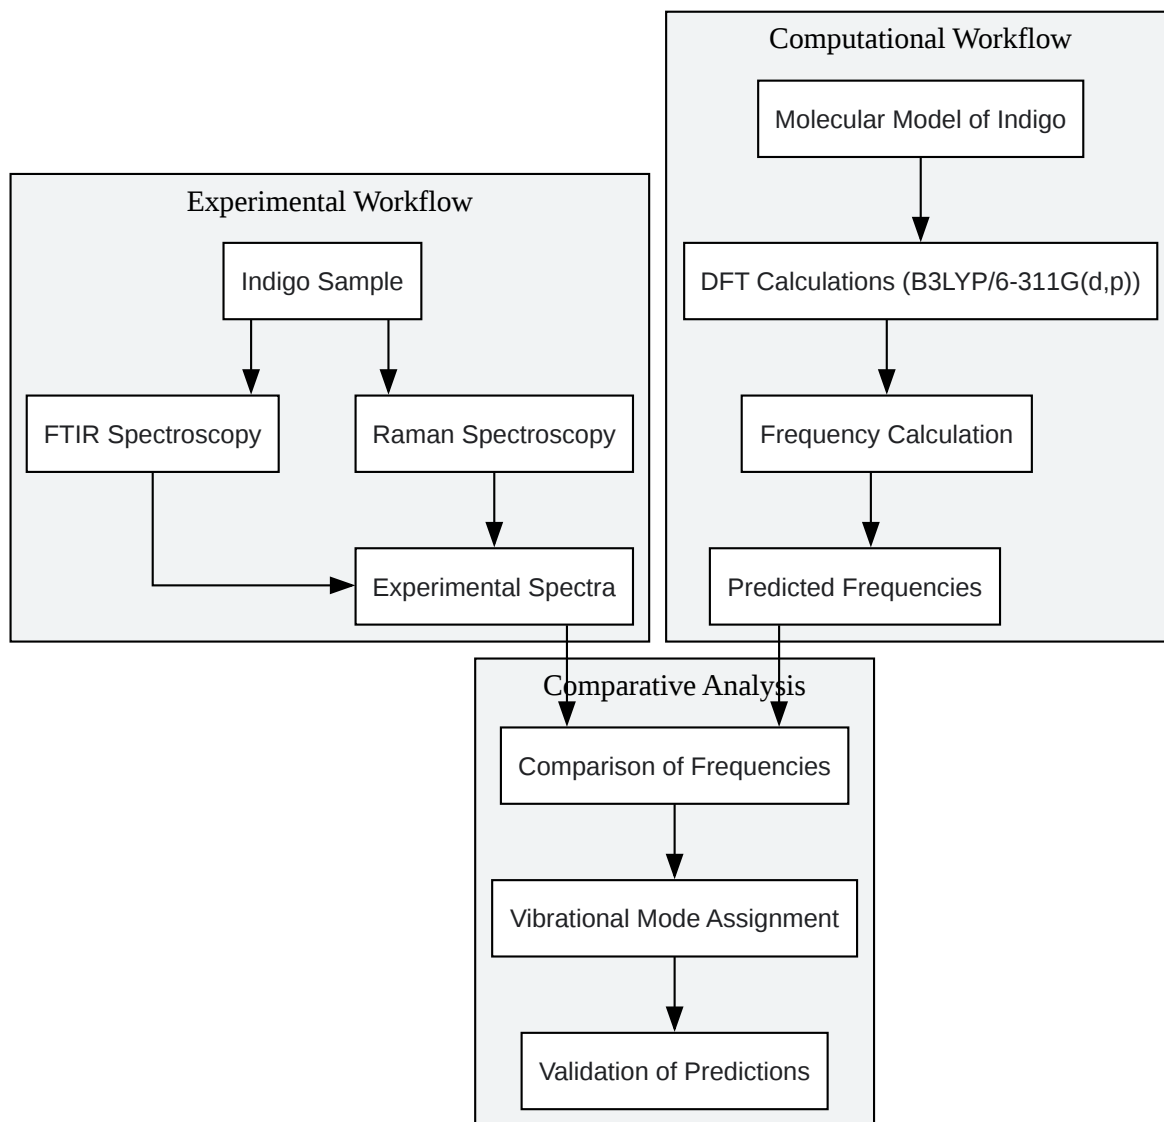 Computational Workflow
Molecular Model of Indigo
DFT Calculations (B3LYP/6-311G(d,p))
Frequency Calculation
Predicted Frequencies
Experimental Workflow
Indigo Sample
FTIR Spectroscopy
Raman Spectroscopy
Experimental Spectra
Comparative Analysis
Comparison of Frequencies
Vibrational Mode Assignment
Validation of Predictions